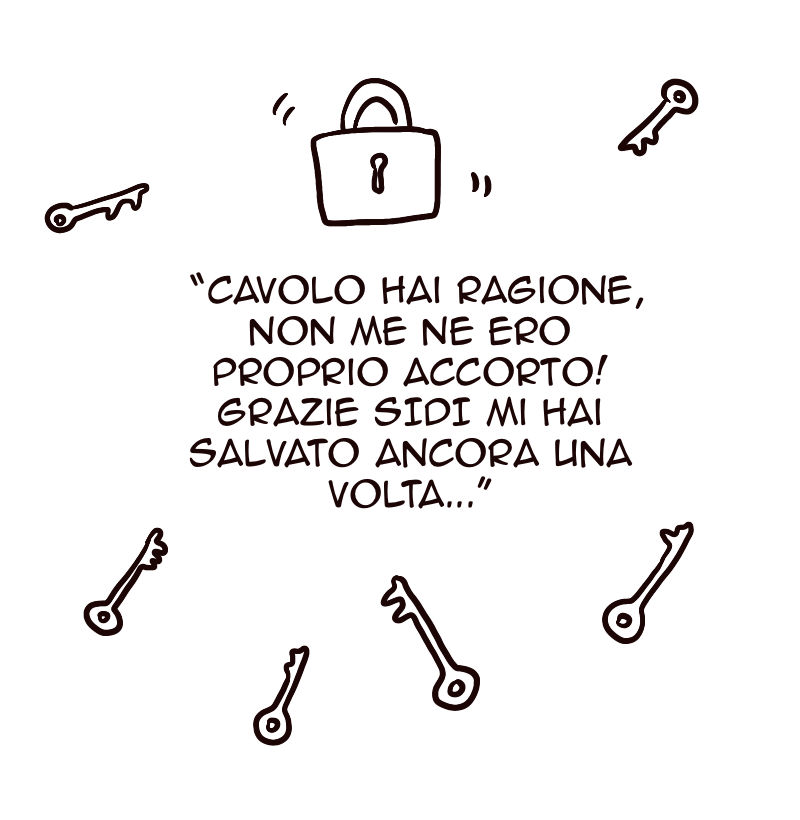 “CAVOLO HAI RAGIONE,
NON ME NE ERO
PROPRIO ACCORTO!
GRAZIE SIDI MI HAI
SALVATO ANCORA UNA
VOLTA...”